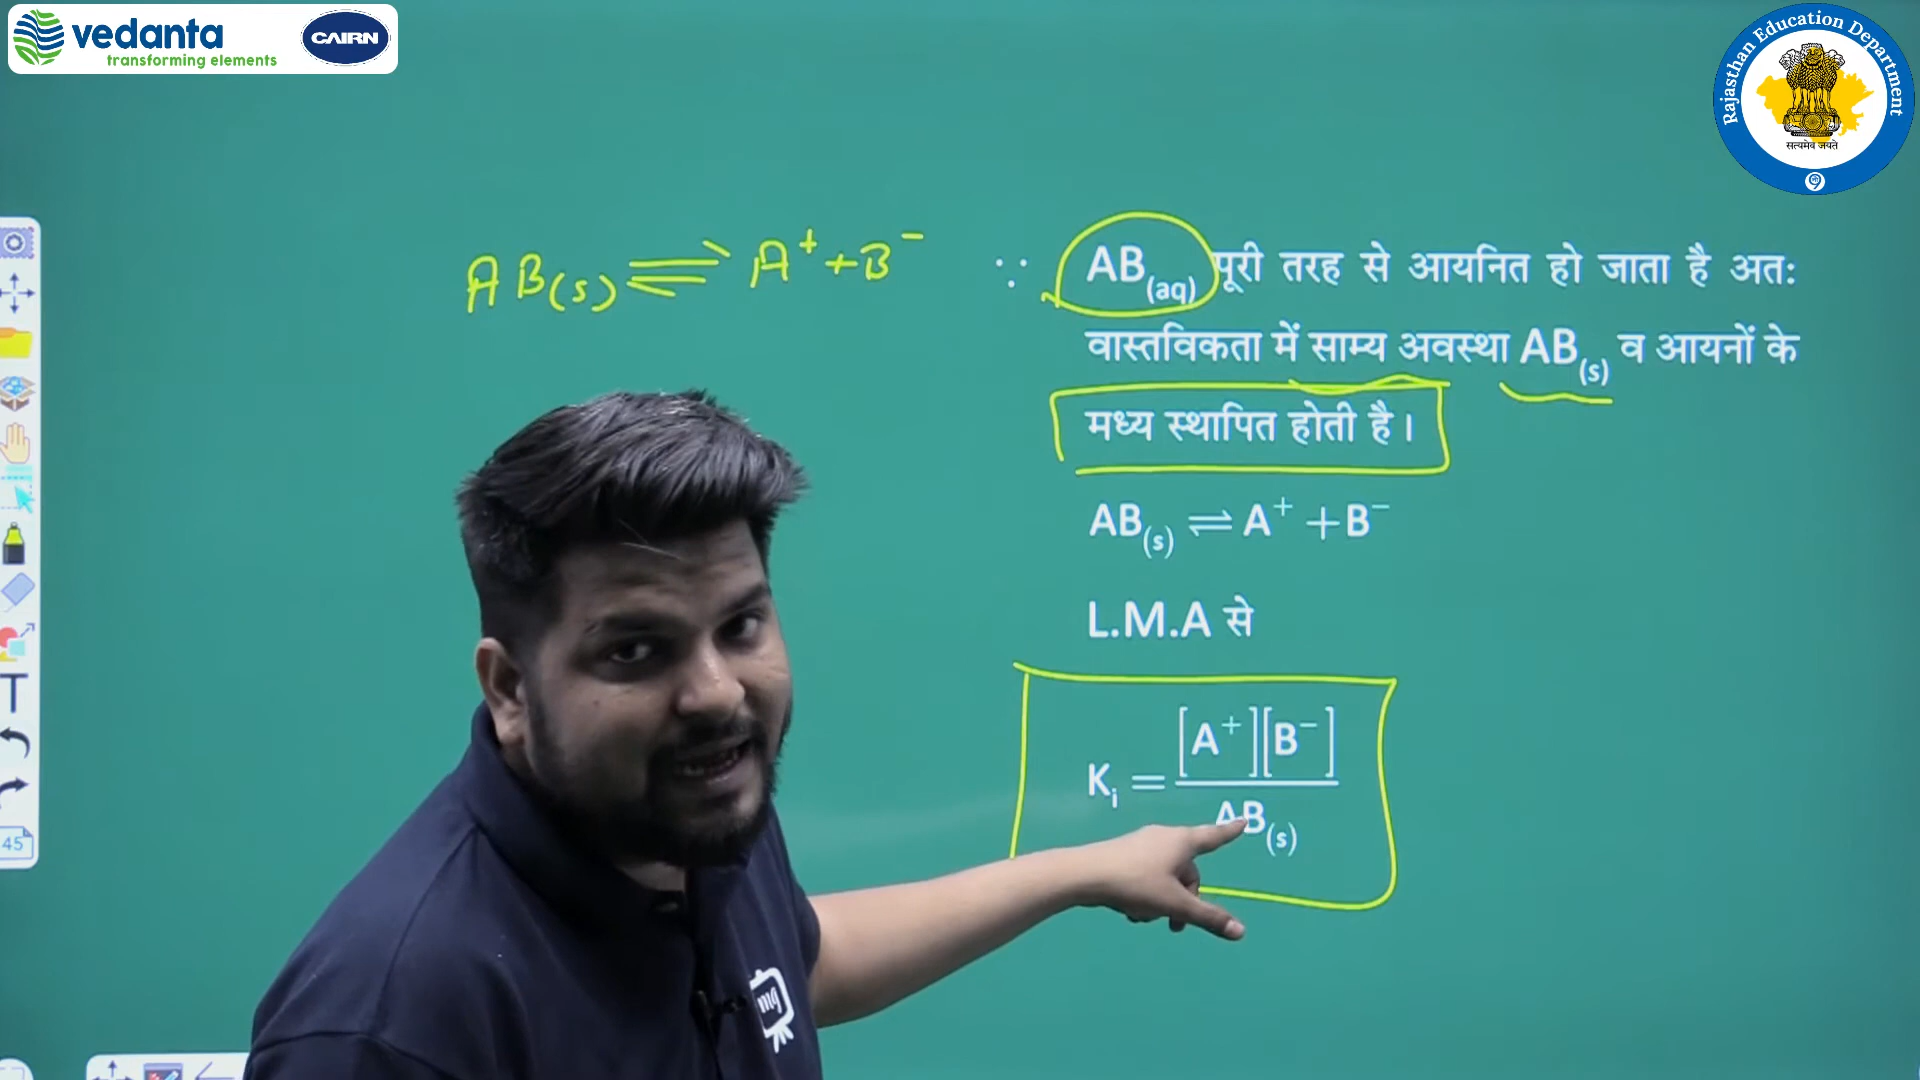 vedanta
transforming elements
CAIRN
Rajasthan Education Department
सत्यमेव जयते
AB(s) ⇌ A⁺ + B⁻
∵ AB(aq) पूरी तरह से आयनित हो जाता है अतः
वास्तविकता में साम्य अवस्था AB(s) व आयनों के
मध्य स्थापित होती है।
AB(s) ⇌ A⁺ + B⁻
L.M.A से
Kᵢ = [A⁺][B⁻] / AB(s)
T
45
mg